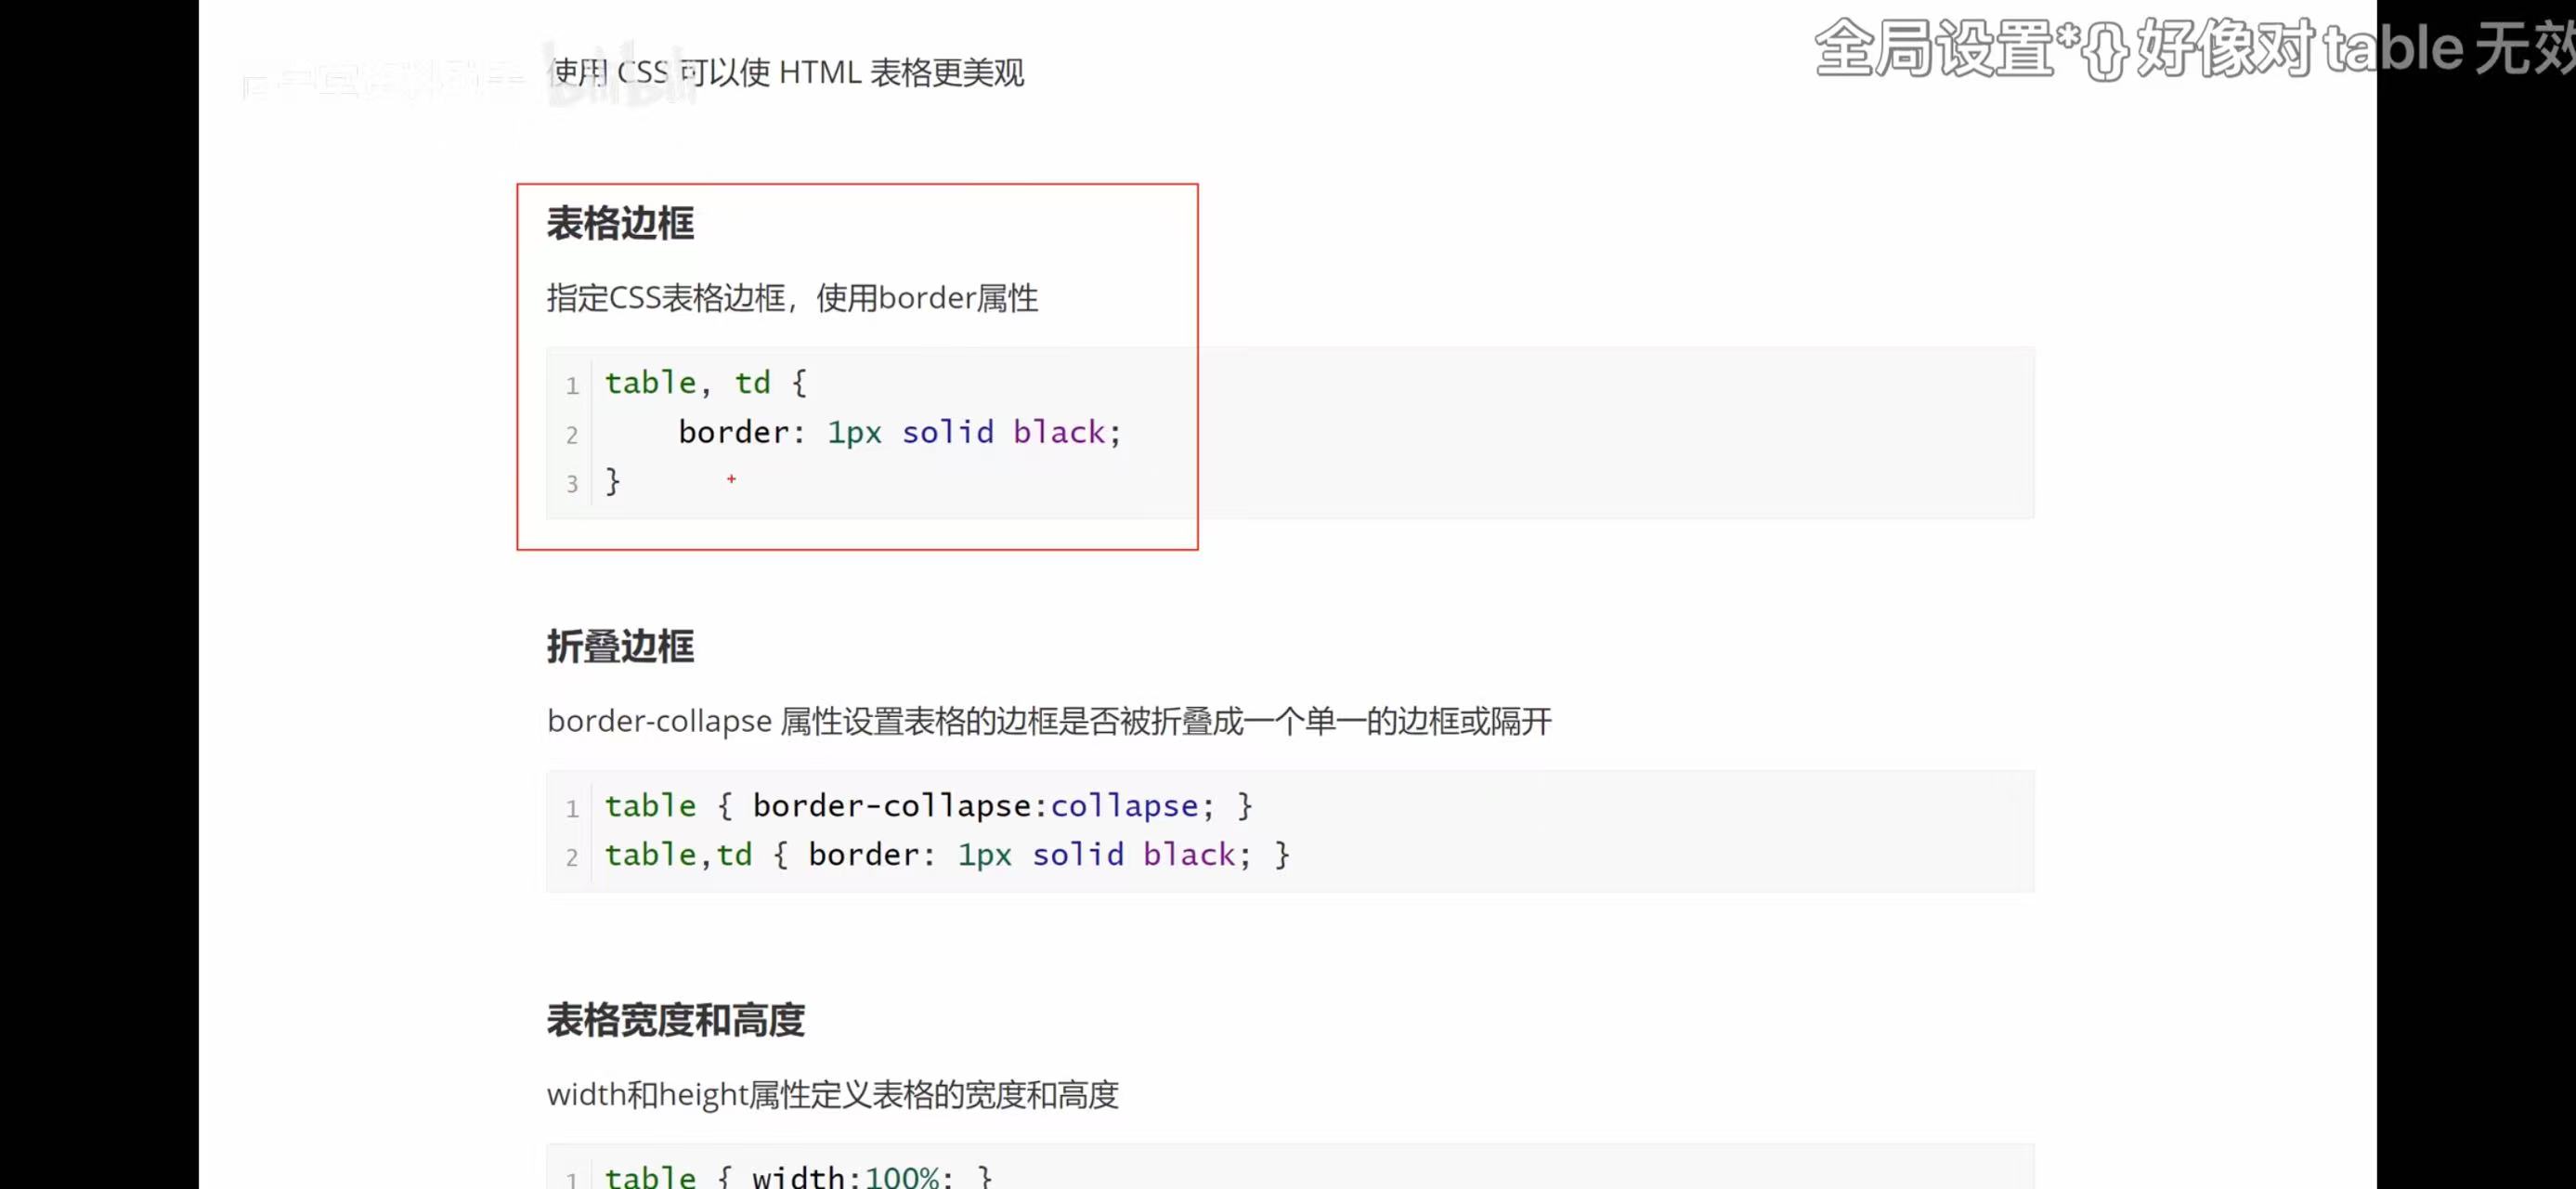 全局设置*{}好像对table无效
使用 CSS 可以使 HTML 表格更美观
表格边框
指定CSS表格边框，使用border属性
1 table, td {
2 border: 1px solid black;
3 }
折叠边框
border-collapse 属性设置表格的边框是否被折叠成一个单一的边框或隔开
1 table { border-collapse:collapse; }
2 table,td { border: 1px solid black; }
表格宽度和高度
width和height属性定义表格的宽度和高度
1 table { width:100%; }